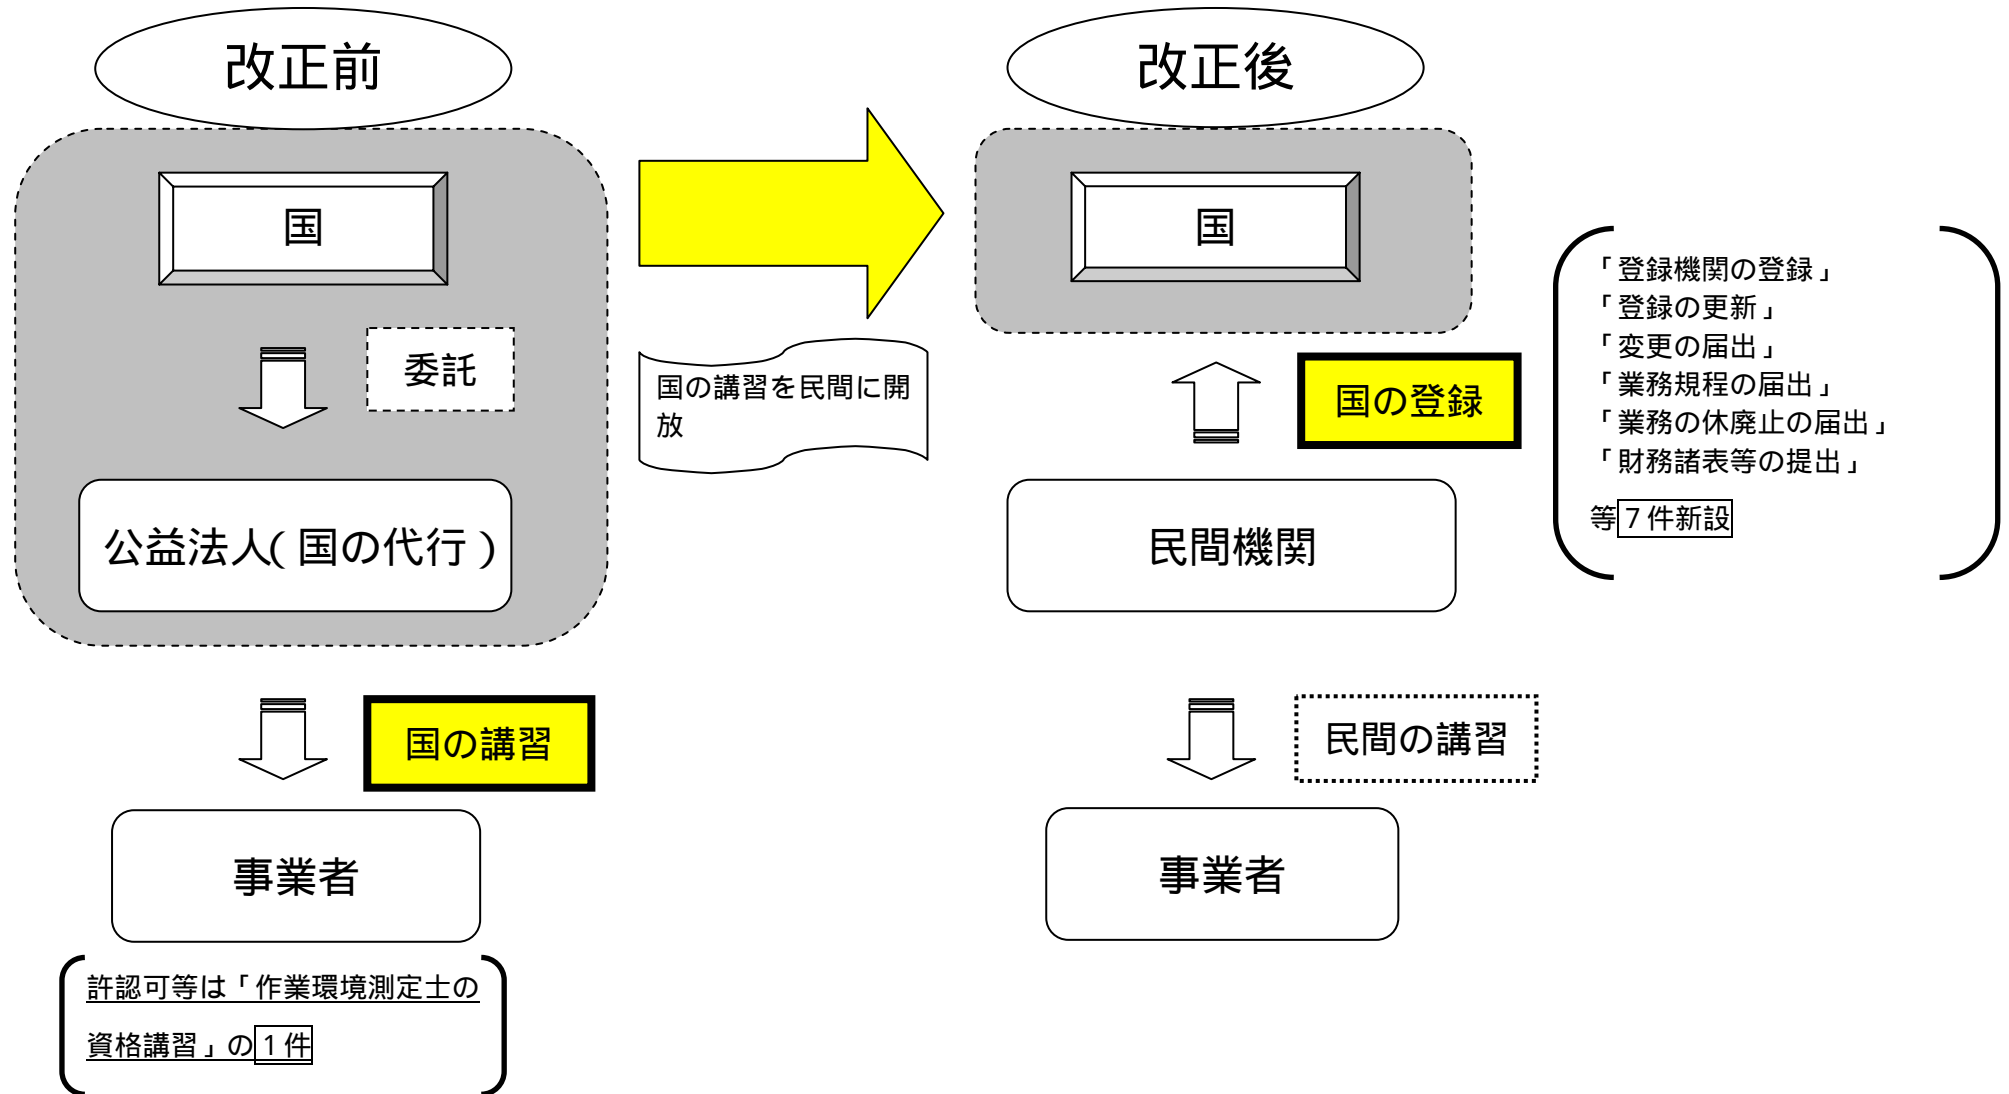 改正前
国
委託
公益法人(国の代行)
国の講習
事業者
許認可等は「作業環境測定士の
資格講習」の1件
国の講習を民間に開
放
改正後
国
国の登録
民間機関
民間の講習
事業者
「登録機関の登録」
「登録の更新」
「変更の届出」
「業務規程の届出」
「業務の休廃止の届出」
「財務諸表等の提出」
等7件新設